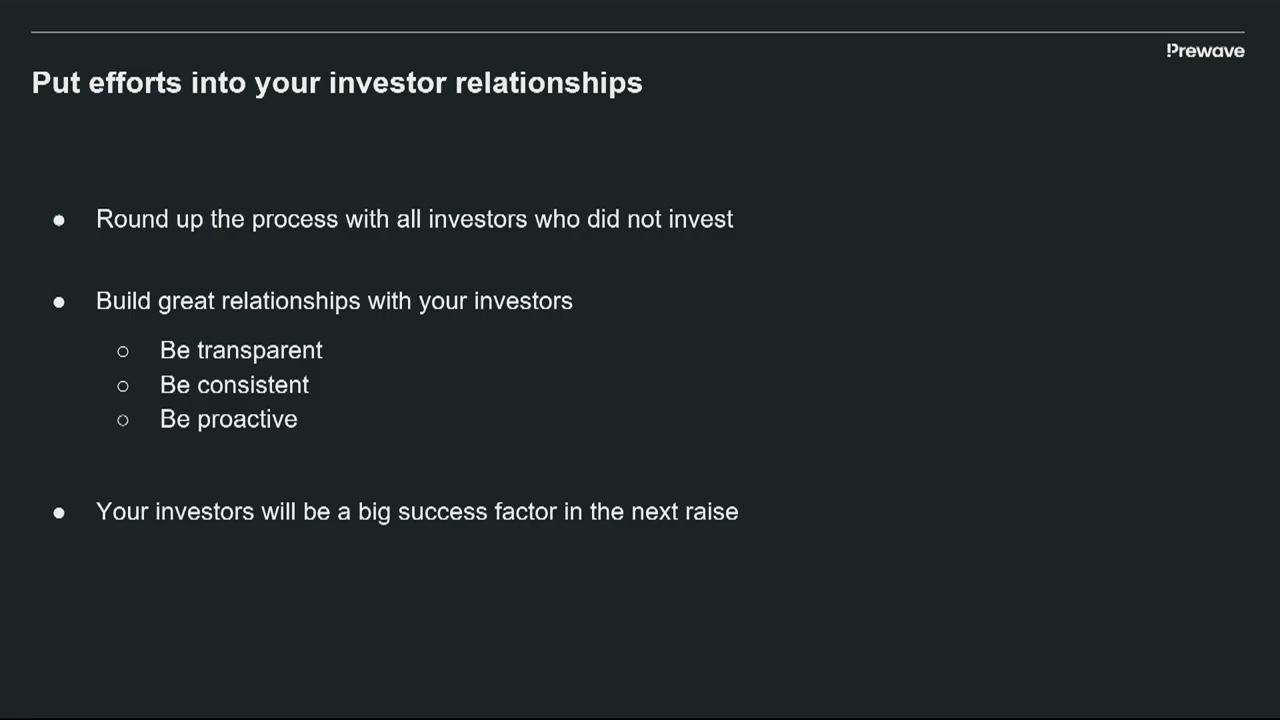 Prewave
Put efforts into your investor relationships
● Round up the process with all investors who did not invest
● Build great relationships with your investors
○ Be transparent
○ Be consistent
○ Be proactive
● Your investors will be a big success factor in the next raise